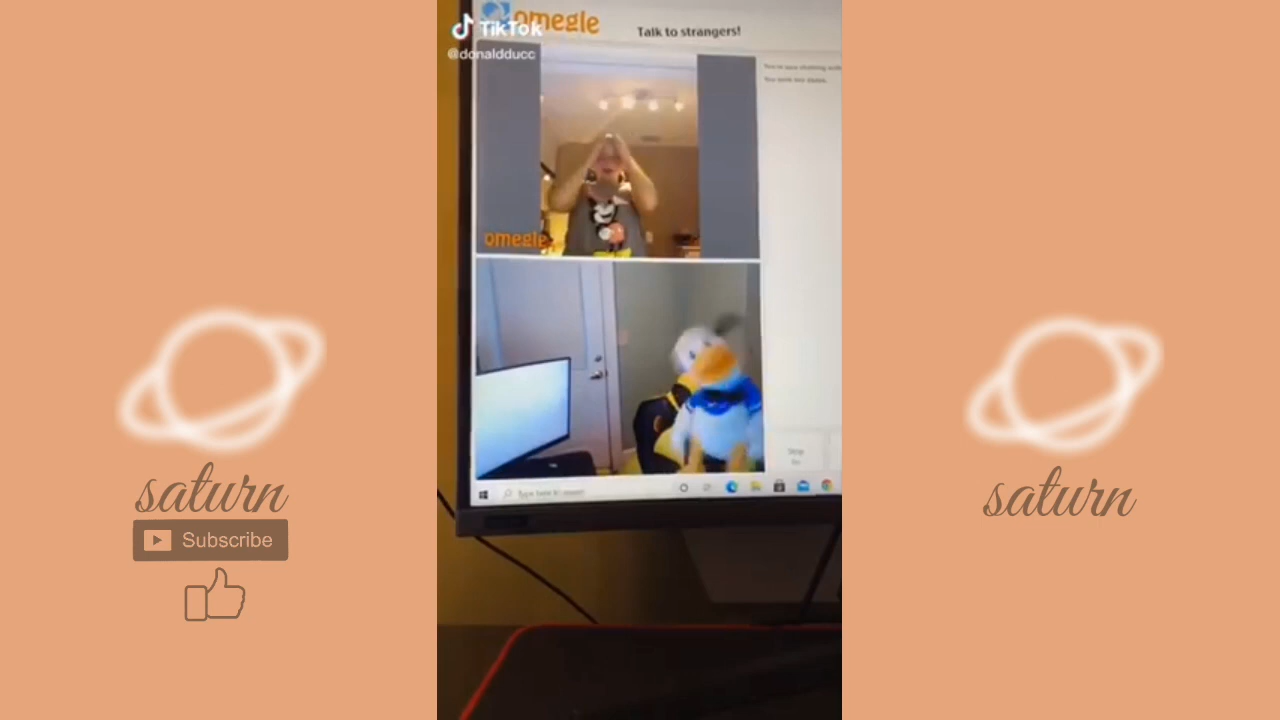 omegle
Talk to strangers!
TikTok
@donaldducc
omegle
saturn
Subscribe
saturn